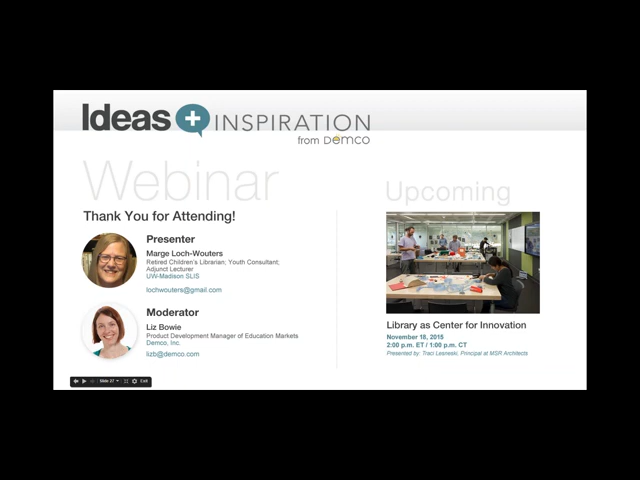 Ideas + INSPIRATION
from Demco
Webinar
Thank You for Attending!
Presenter
Marge Loch-Wouters
Retired Children's Librarian; Youth Consultant;
Adjunct Lecturer
UW-Madison SLIS
lochwouters@gmail.com
Moderator
Liz Bowie
Product Development Manager of Education Markets
Demco, Inc.
lizb@demco.com
Upcoming
Library as Center for Innovation
November 18, 2015
2:00 p.m. ET / 1:00 p.m. CT
Presented by: Traci Lesneski, Principal at MSR Architects
Slide 27
Exit